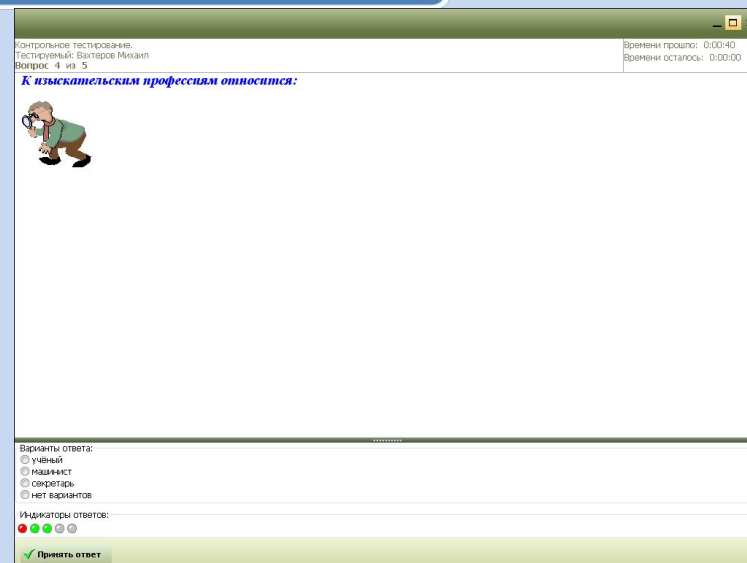 Контрольное тестирование.
Тестируемый: Вахтеров Михаил
Вопрос 4 из 5
Времени прошло: 0:00:40
Времени осталось: 0:00:00
К изыскательским профессиям относится:
Варианты ответа:
учёный
машинист
секретарь
нет вариантов
Индикаторы ответов:
Принять ответ